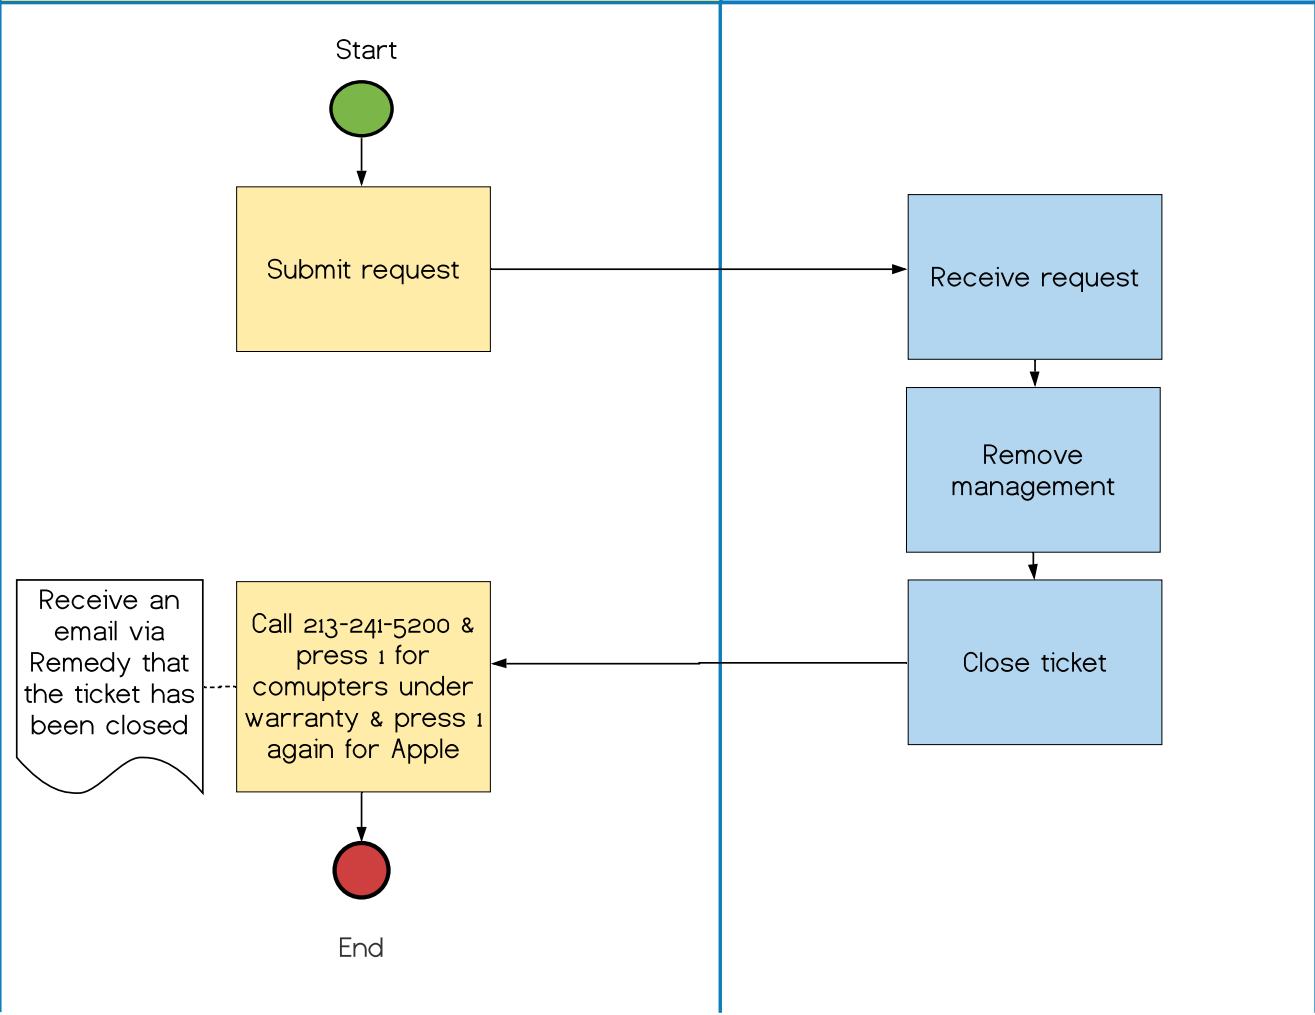 Start
Submit request
Receive request
Remove
management
Receive an
email via
Remedy that
the ticket has
been closed
Call 213-241-5200 &
press 1 for
comupters under
warranty & press 1
again for Apple
Close ticket
End